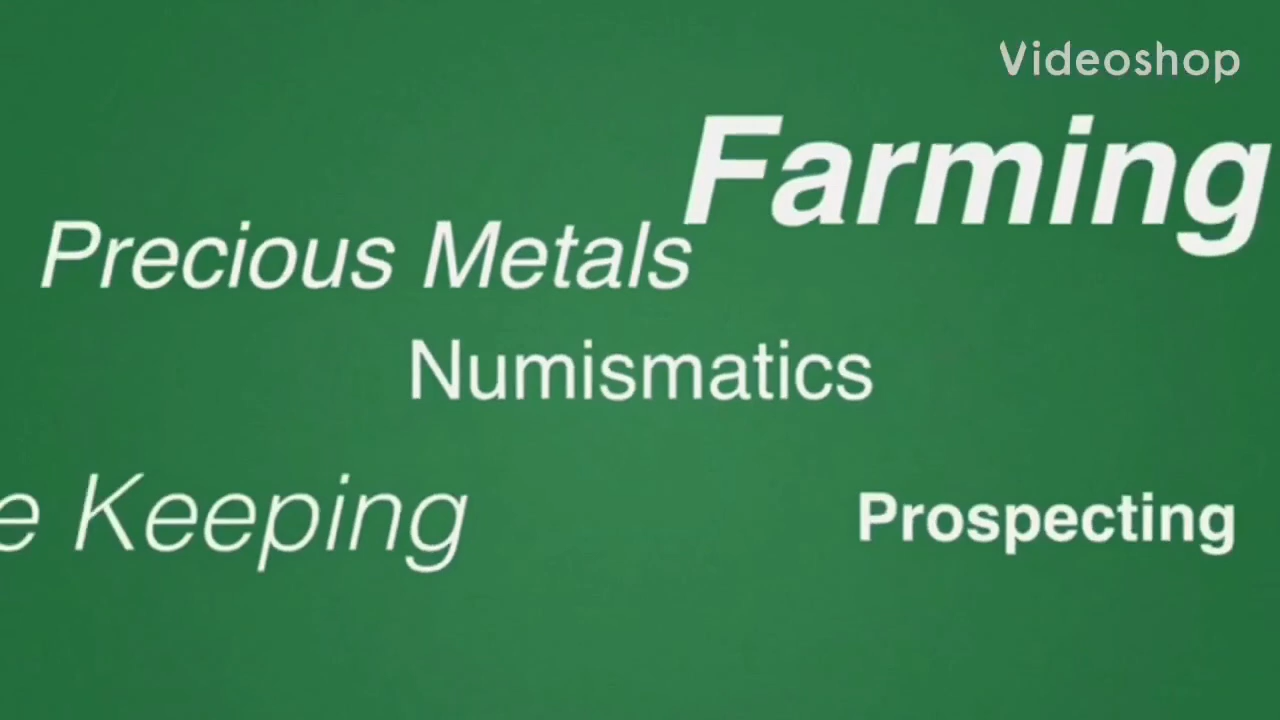 Videoshop
Farming
Precious Metals
Numismatics
e Keeping
Prospecting